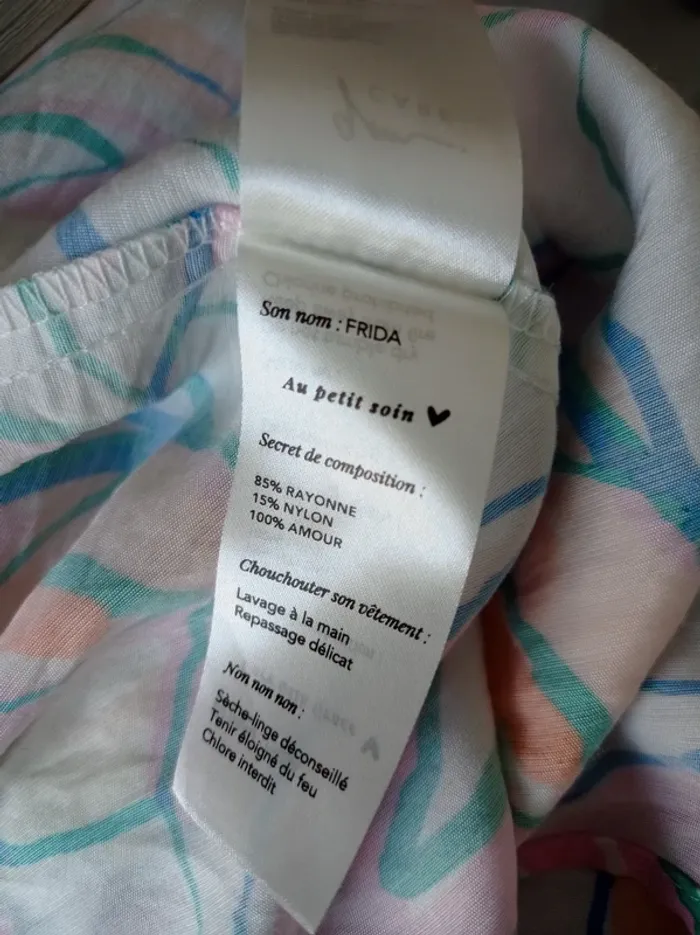 CARE
Son nom : FRIDA
Au petit soin ♥
Secret de composition :
85% RAYONNE
15% NYLON
100% AMOUR
Chouchouter son vêtement :
Lavage à la main
Repassage délicat
Non non non :
Sèche-linge déconseillé
Tenir éloigné du feu
Chlore interdit